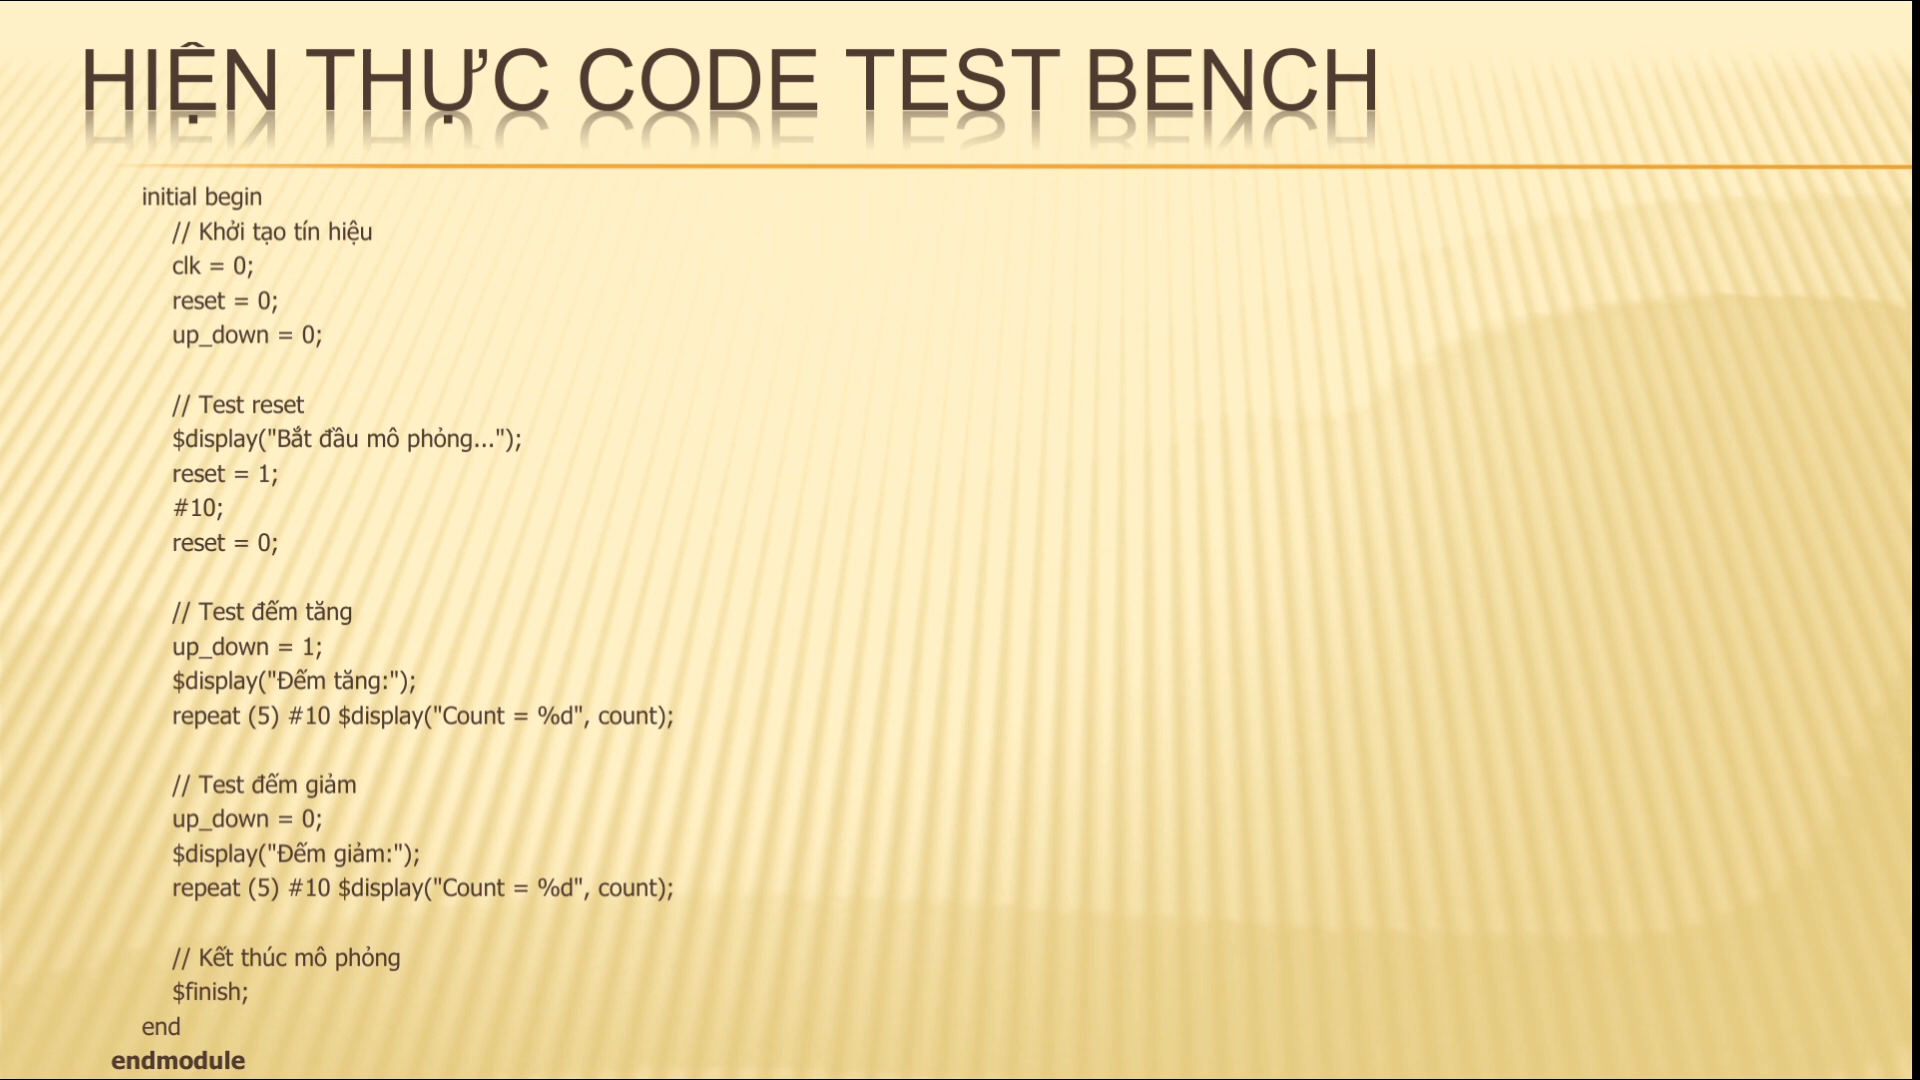 HIỆN THỰC CODE TEST BENCH
initial begin
// Khởi tạo tín hiệu
clk = 0;
reset = 0;
up_down = 0;
// Test reset
$display("Bắt đầu mô phỏng...");
reset = 1;
#10;
reset = 0;
// Test đếm tăng
up_down = 1;
$display("Đếm tăng:");
repeat (5) #10 $display("Count = %d", count);
// Test đếm giảm
up_down = 0;
$display("Đếm giảm:");
repeat (5) #10 $display("Count = %d", count);
// Kết thúc mô phỏng
$finish;
end
endmodule